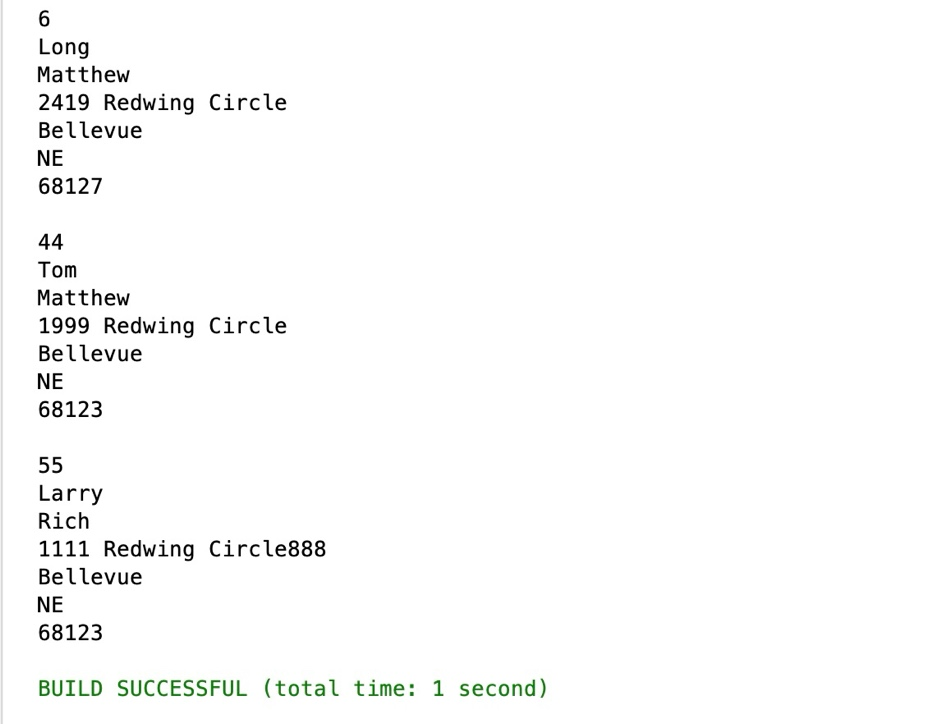 6
Long
Matthew
2419 Redwing Circle
Bellevue
NE
68127
44
Tom
Matthew
1999 Redwing Circle
Bellevue
NE
68123
55
Larry
Rich
1111 Redwing Circle888
Bellevue
NE
68123
BUILD SUCCESSFUL (total time: 1 second)